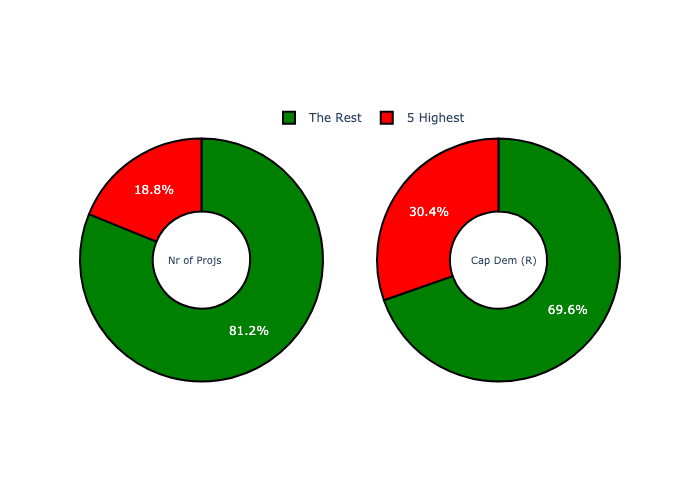 The Rest
5 Highest
18.8%
30.4%
Nr of Projs
Cap Dem (R)
69.6%
81.2%